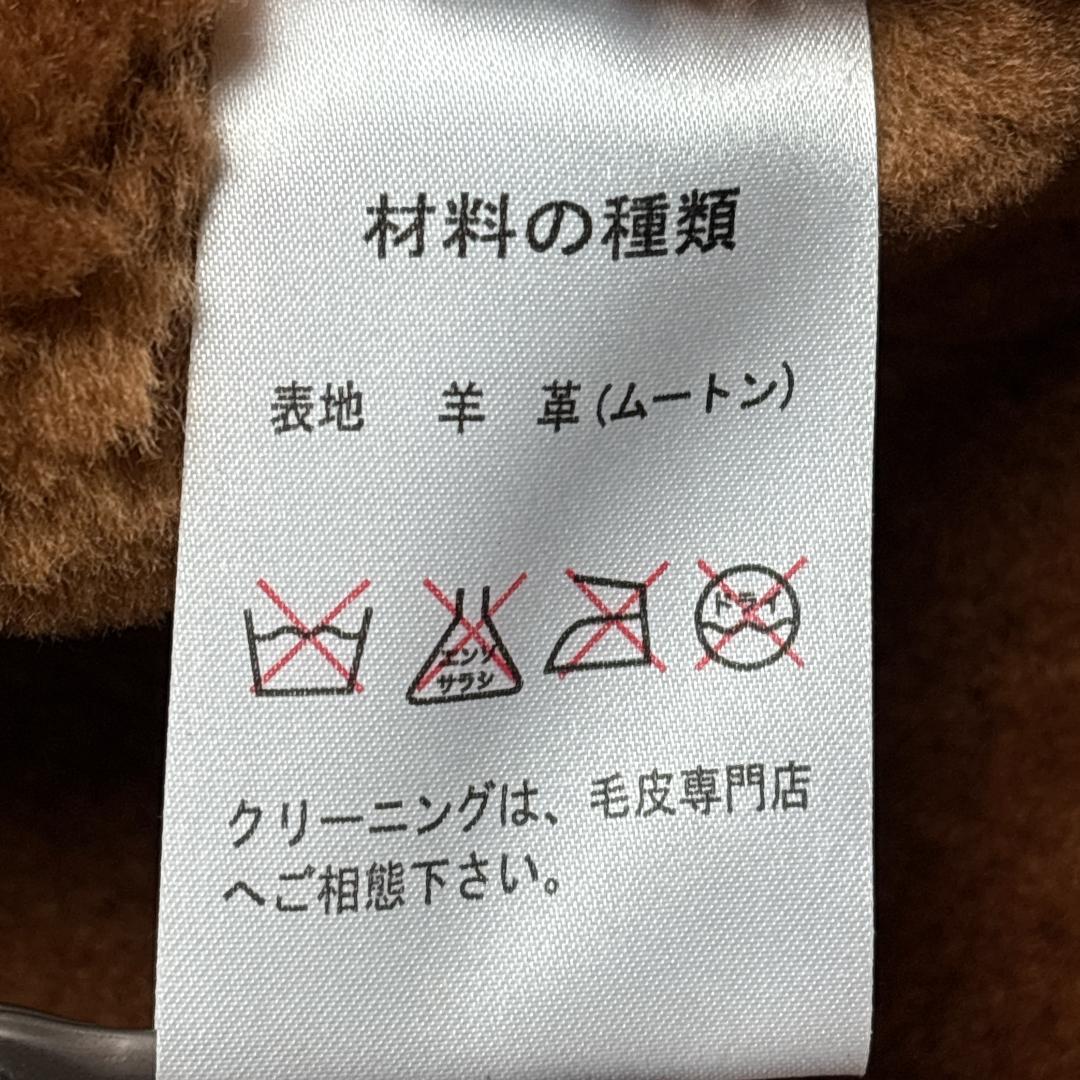 材料の種類
表地 羊 革(ムートン)
エンソ
サラシ
ドライ
クリーニングは、毛皮専門店
へご相態下さい。